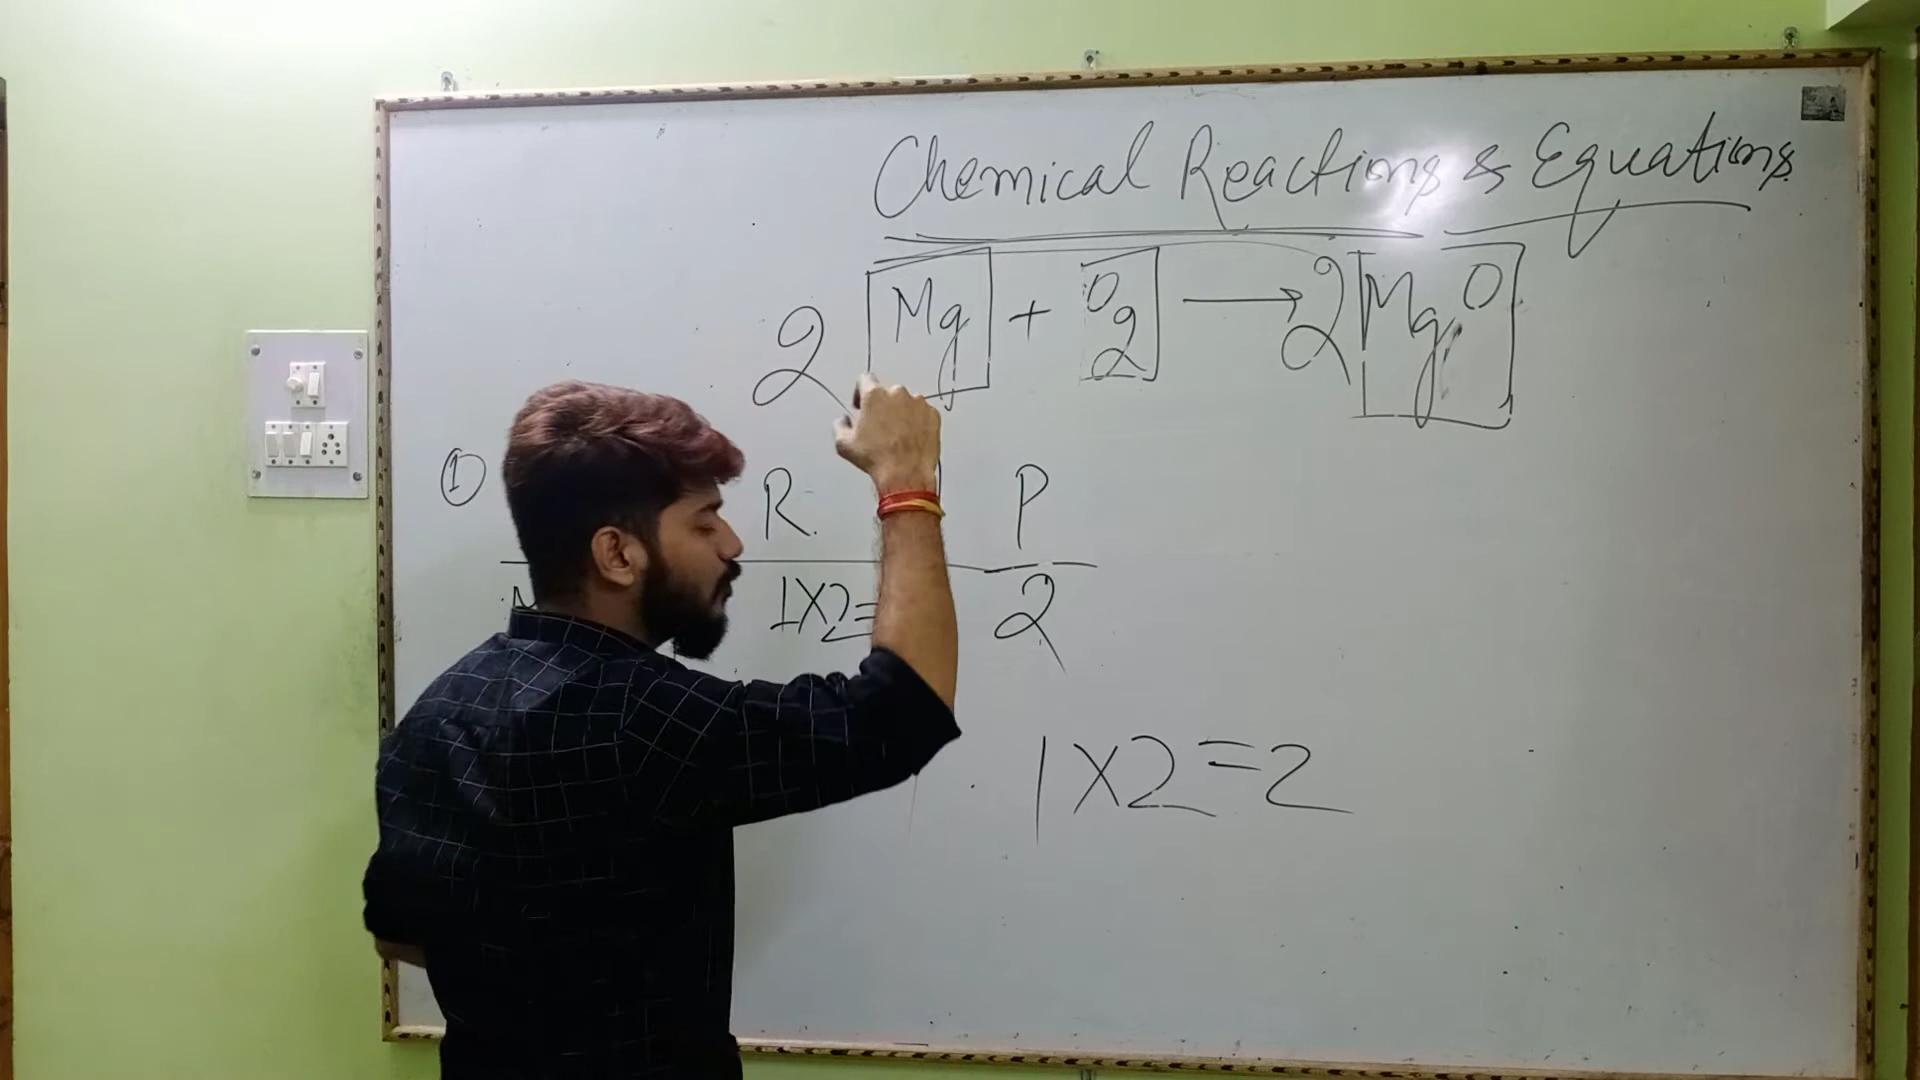 Chemical Reactions & Equations
2 Mg + O2 → 2 MgO
① R P
1X2= 2
1X2=2